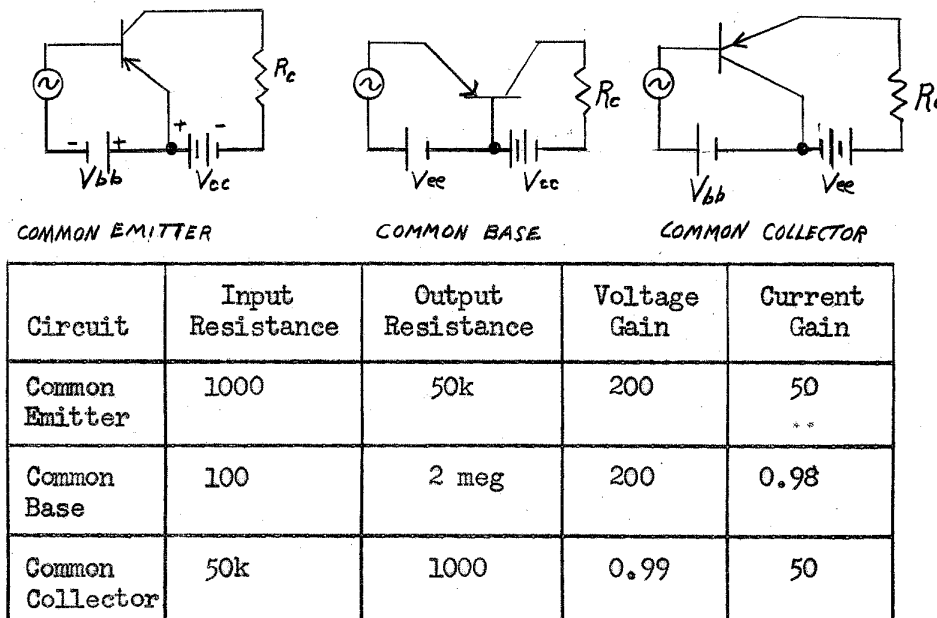 Rc
Rc
R
- + + -
Vbb Vcc
Vee Vcc
Vbb Vee
COMMON EMITTER COMMON BASE COMMON COLLECTOR
Circuit Input Resistance Output Resistance Voltage Gain Current Gain
Common Emitter 1000 50k 200 50
Common Base 100 2 meg 200 0.98
Common Collector 50k 1000 0.99 50